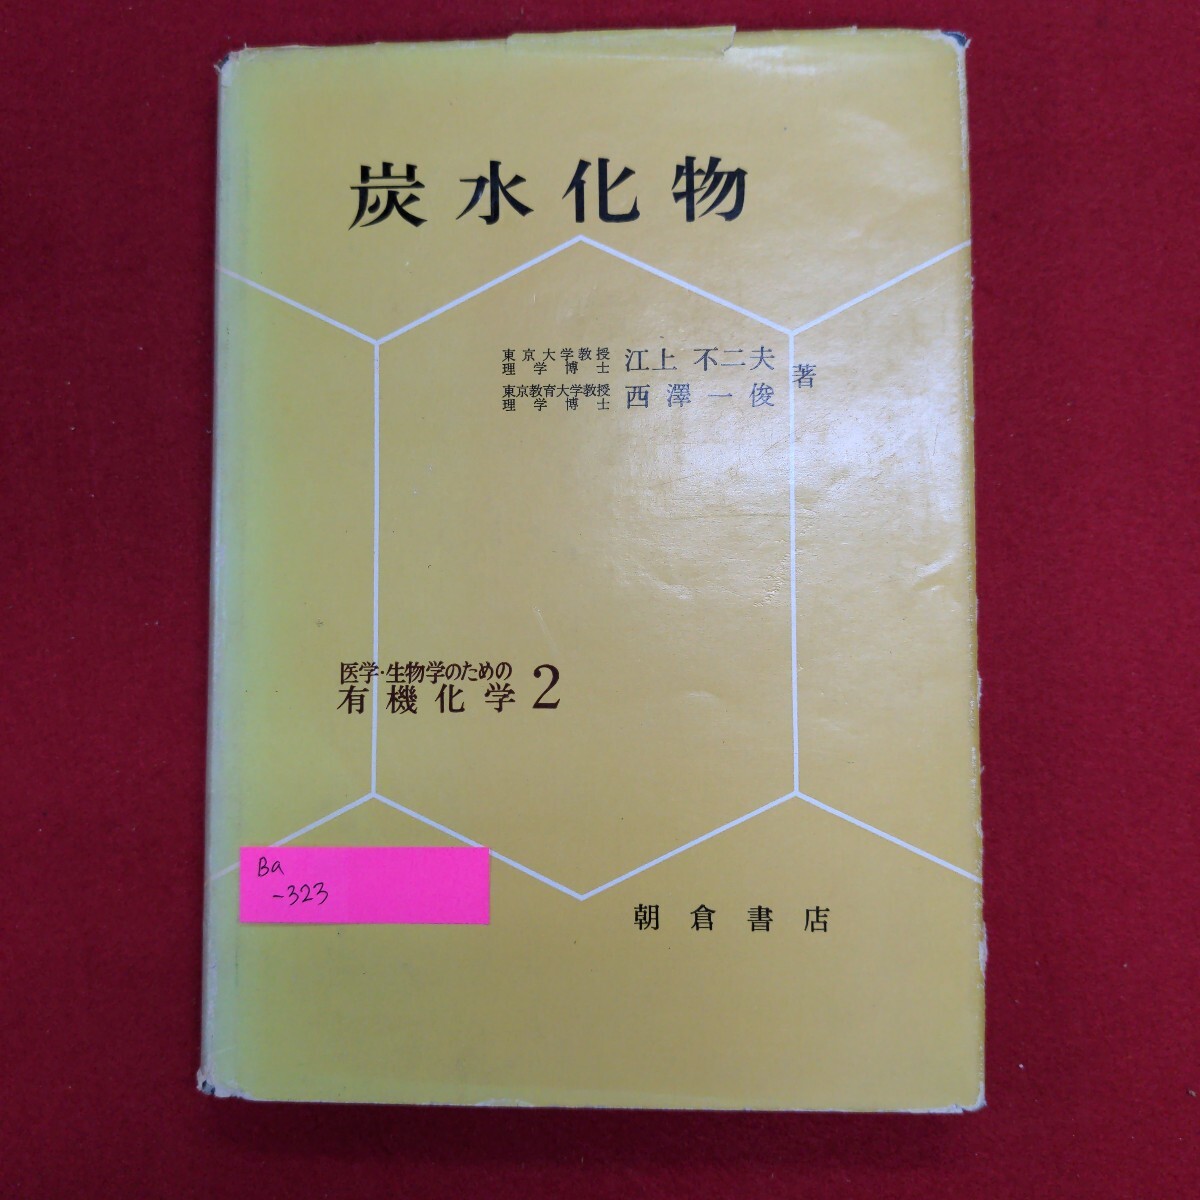 炭水化物
東京大学教授
理学博士
江上 不二夫
東京教育大学教授
理学博士
西澤一俊
著
医学・生物学のための
有機化学 2
Ba
-323
朝倉書店